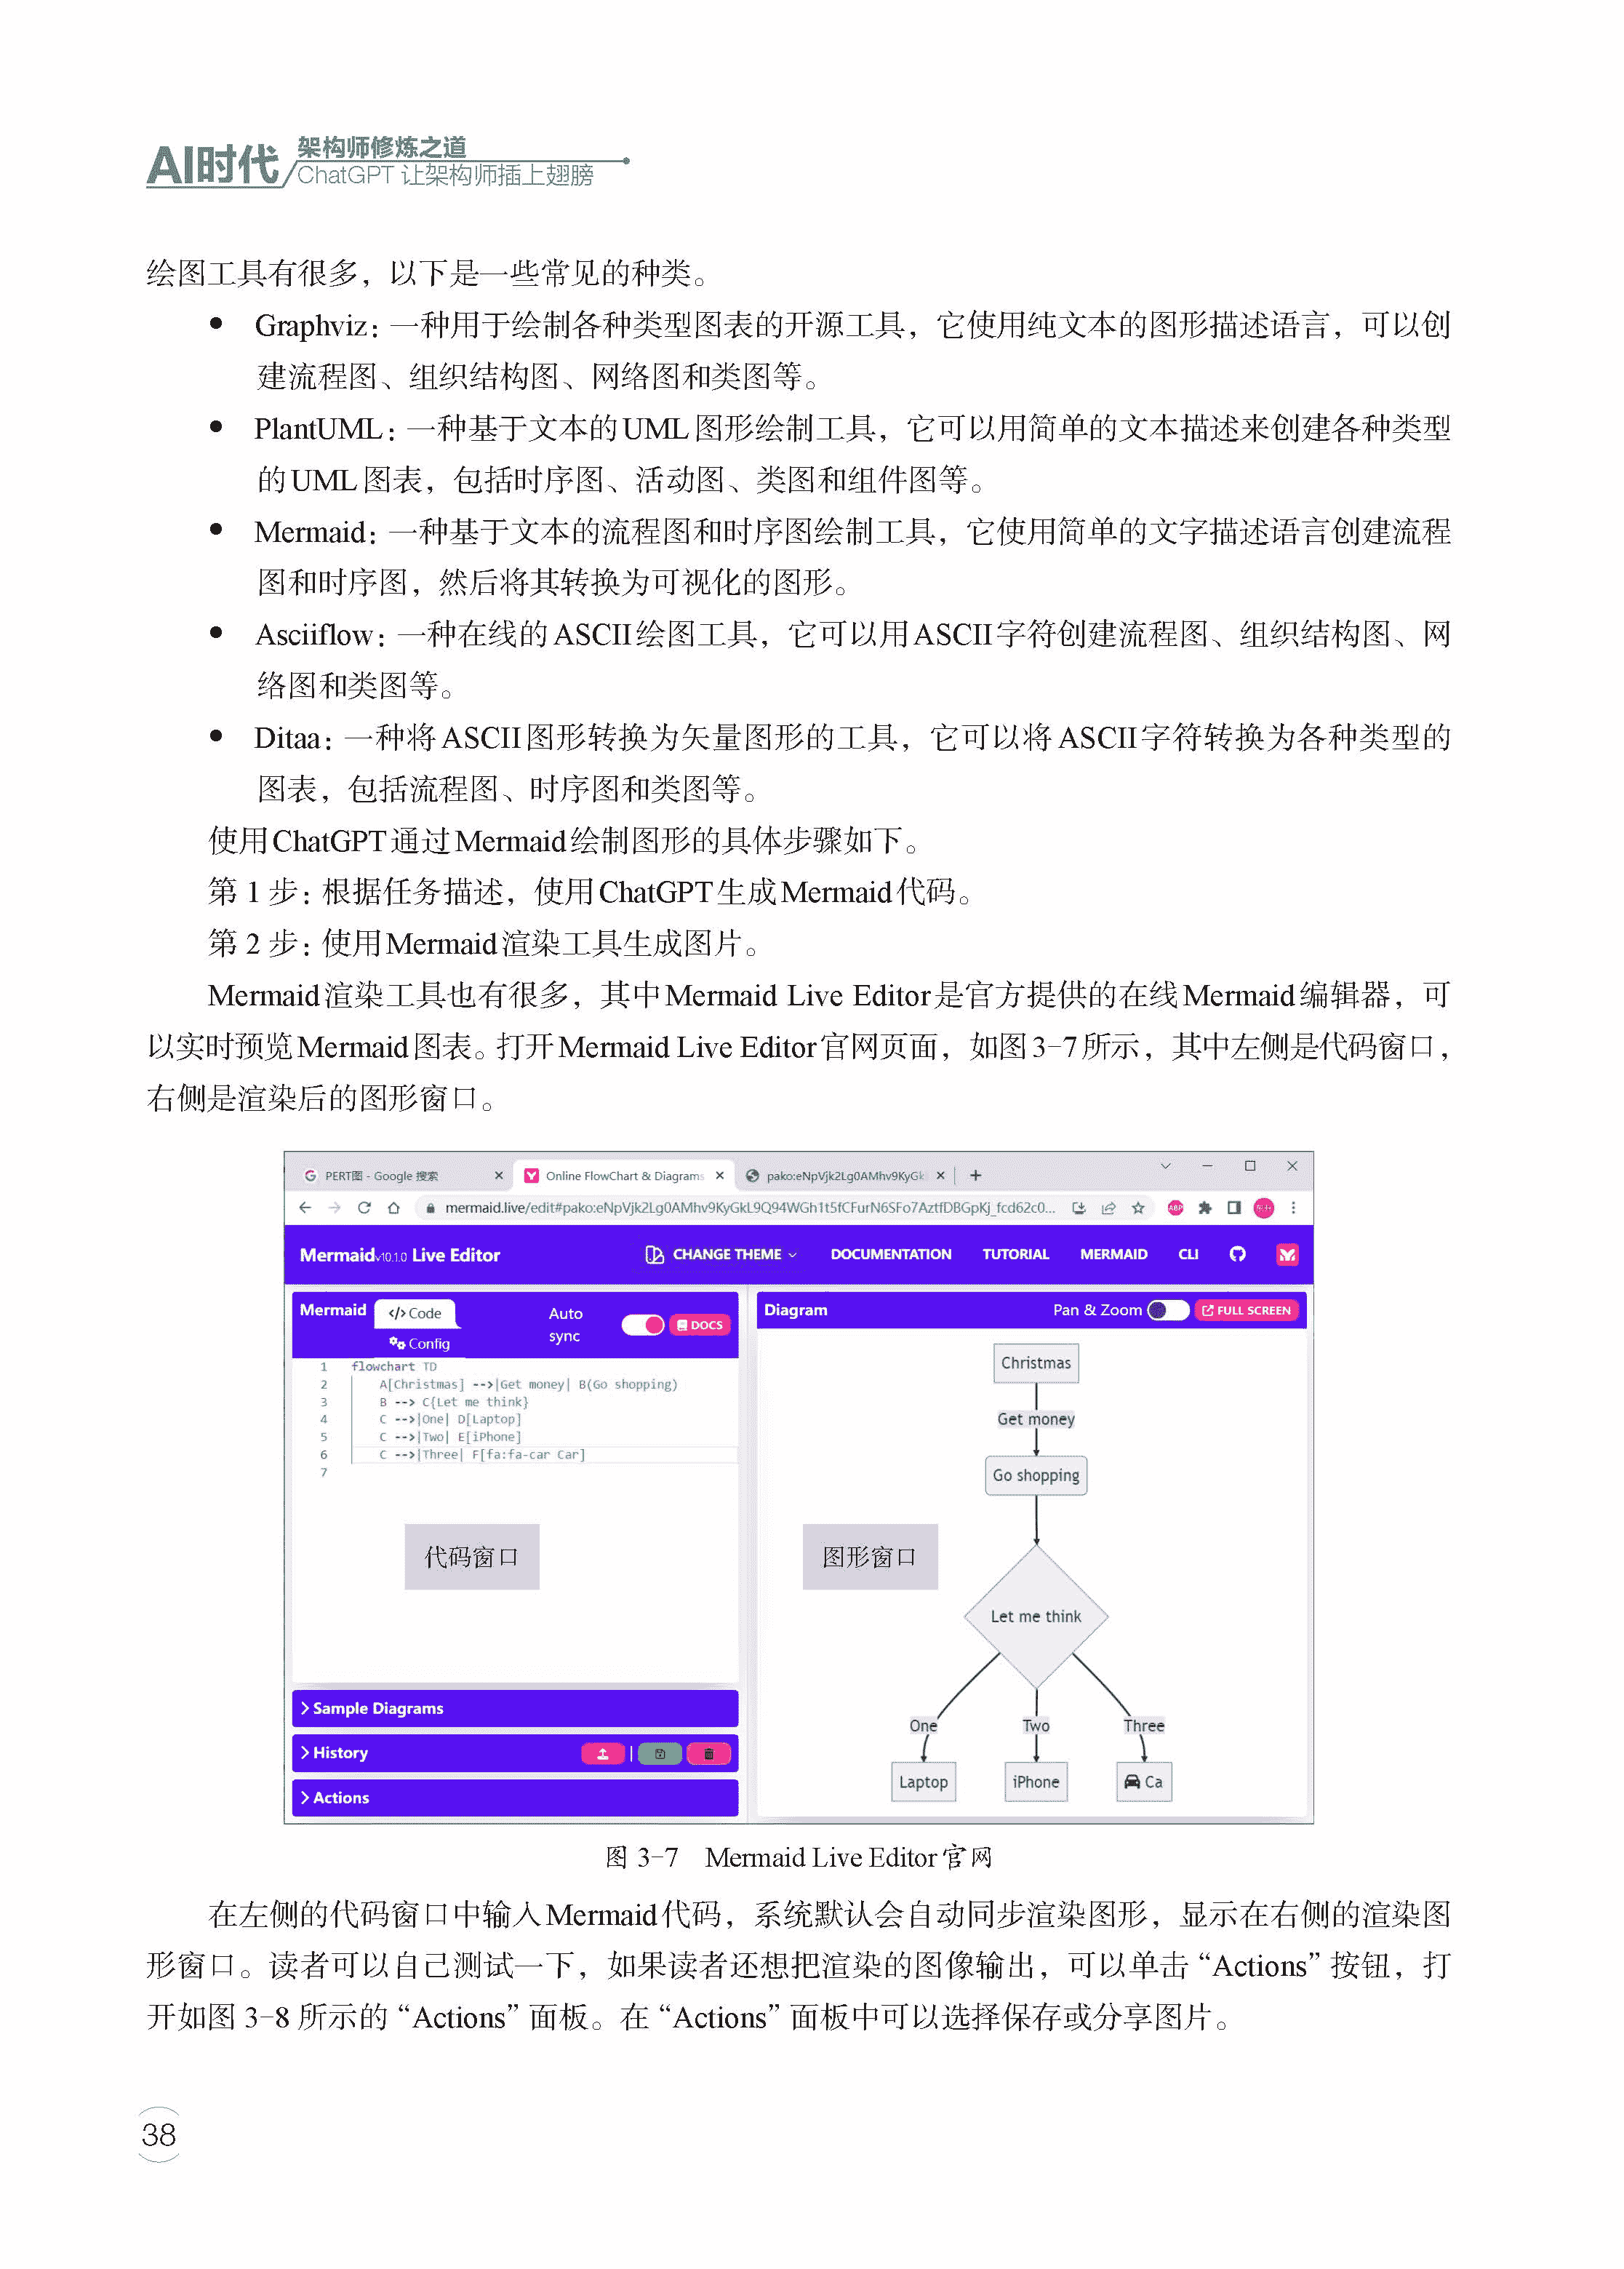 AI时代
架构师修炼之道
ChatGPT 让架构师插上翅膀
绘图工具有很多，以下是一些常见的种类。
• Graphviz：一种用于绘制各种类型图表的开源工具，它使用纯文本的图形描述语言，可以创
建流程图、组织结构图、网络图和类图等。
• PlantUML：一种基于文本的UML图形绘制工具，它可以用简单的文本描述来创建各种类型
的UML图表，包括时序图、活动图、类图和组件图等。
• Mermaid：一种基于文本的流程图和时序图绘制工具，它使用简单的文字描述语言创建流程
图和时序图，然后将其转换为可视化的图形。
• Asciiflow：一种在线的ASCII绘图工具，它可以用ASCII字符创建流程图、组织结构图、网
络图和类图等。
• Ditaa：一种将ASCII图形转换为矢量图形的工具，它可以将ASCII字符转换为各种类型的
图表，包括流程图、时序图和类图等。
使用ChatGPT通过Mermaid绘制图形的具体步骤如下。
第 1 步：根据任务描述，使用ChatGPT生成Mermaid代码。
第 2 步：使用Mermaid渲染工具生成图片。
Mermaid渲染工具也有很多，其中Mermaid Live Editor是官方提供的在线Mermaid编辑器，可
以实时预览Mermaid图表。打开Mermaid Live Editor官网页面，如图3-7所示，其中左侧是代码窗口，
右侧是渲染后的图形窗口。
PERT图 - Google 搜索
Online FlowChart & Diagrams
pako:eNpVjk2Lg0AMhv9KyGk
mermaid.live/edit#pako:eNpVjk2Lg0AMhv9KyGkL9Q94WGh1t5fCFurN6SFo7AztfDBGpKj_fcd62c0...
ABP
Mermaid v10.1.0 Live Editor
CHANGE THEME
DOCUMENTATION
TUTORIAL
MERMAID
CLI
Mermaid
</> Code
Config
Auto
sync
DOCS
1 flowchart TD
2 A[Christmas] -->|Get money| B(Go shopping)
3 B --> C{Let me think}
4 C -->|One| D[Laptop]
5 C -->|Two| E[iPhone]
6 C -->|Three| F[fa:fa-car Car]
7
代码窗口
Sample Diagrams
History
Actions
Diagram
Pan & Zoom
FULL SCREEN
Christmas
Get money
Go shopping
图形窗口
Let me think
One
Two
Three
Laptop
iPhone
Ca
图 3-7 Mermaid Live Editor官网
在左侧的代码窗口中输入Mermaid代码，系统默认会自动同步渲染图形，显示在右侧的渲染图
形窗口。读者可以自己测试一下，如果读者还想把渲染的图像输出，可以单击 “Actions” 按钮，打
开如图 3-8 所示的 “Actions” 面板。在 “Actions” 面板中可以选择保存或分享图片。
38